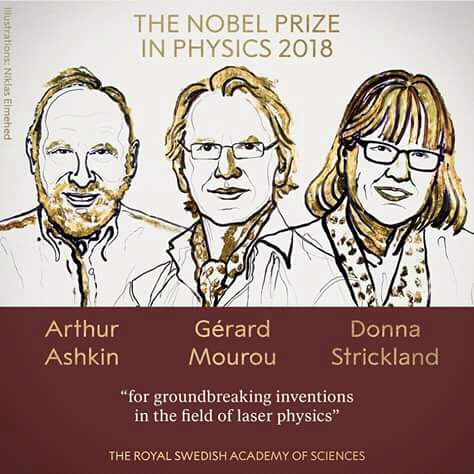 Illustrations: Niklas Elmehed
THE NOBEL PRIZE
IN PHYSICS 2018
Arthur
Ashkin
Gérard
Mourou
Donna
Strickland
“for groundbreaking inventions
in the field of laser physics”
THE ROYAL SWEDISH ACADEMY OF SCIENCES